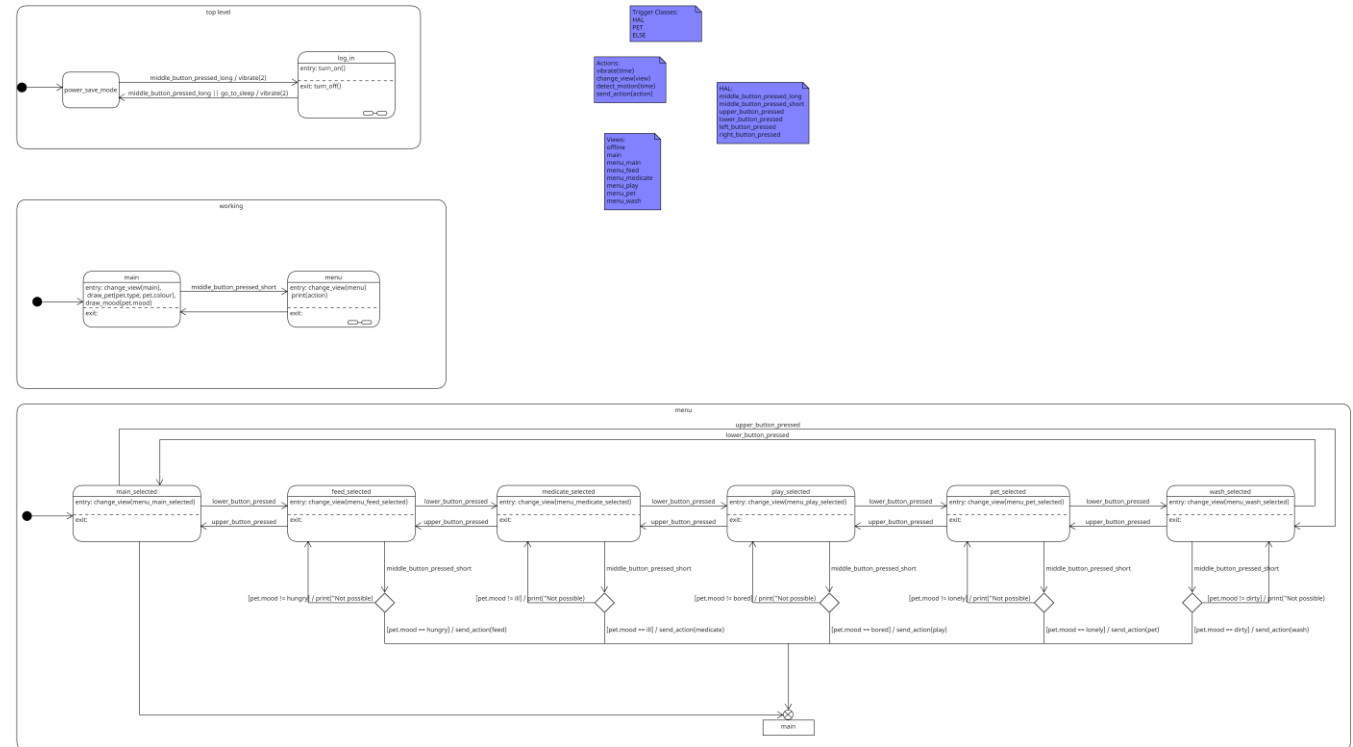 top level
power_save_mode
middle_button_pressed_long / vibrate(2)
middle_button_pressed_long || go_to_sleep / vibrate(2)
log_in
entry: turn_on()
exit: turn_off()
Trigger Classes:
HAL
PET
ELSE
Actions:
vibrate(time)
change_view(view)
detect_motion(time)
send_action(action)
HAL:
middle_button_pressed_long
middle_button_pressed_short
upper_button_pressed
lower_button_pressed
left_button_pressed
right_button_pressed
Views:
offline
main
menu_main
menu_feed
menu_medicate
menu_play
menu_pet
menu_wash
working
main
entry: change_view(main),
draw_pet(pet.type, pet.colour),
draw_mood(pet.mood)
exit:
middle_button_pressed_short
menu
entry: change_view(menu)
print(action)
exit:
menu
upper_button_pressed
lower_button_pressed
main_selected
entry: change_view(menu_main_selected)
exit:
lower_button_pressed
upper_button_pressed
feed_selected
entry: change_view(menu_feed_selected)
exit:
lower_button_pressed
upper_button_pressed
medicate_selected
entry: change_view(menu_medicate_selected)
exit:
lower_button_pressed
upper_button_pressed
play_selected
entry: change_view(menu_play_selected)
exit:
lower_button_pressed
upper_button_pressed
pet_selected
entry: change_view(menu_pet_selected)
exit:
lower_button_pressed
upper_button_pressed
wash_selected
entry: change_view(menu_wash_selected)
exit:
middle_button_pressed_short
middle_button_pressed_short
middle_button_pressed_short
middle_button_pressed_short
middle_button_pressed_short
[pet.mood != hungry] / print("Not possible)
[pet.mood != ill] / print("Not possible)
[pet.mood != bored] / print("Not possible)
[pet.mood != lonely] / print("Not possible)
[pet.mood != dirty] / print("Not possible)
[pet.mood == hungry] / send_action(feed)
[pet.mood == ill] / send_action(medicate)
[pet.mood == bored] / send_action(play)
[pet.mood == lonely] / send_action(pet)
[pet.mood == dirty] / send_action(wash)
main